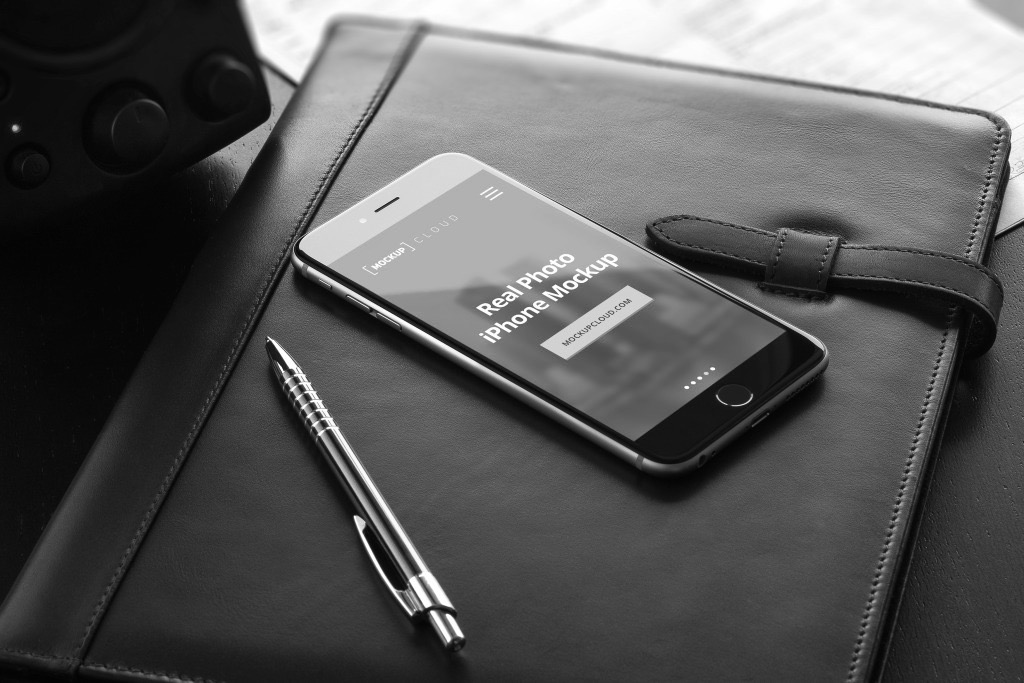 [MOCKUP] CLOUD
Real Photo
iPhone Mockup
MOCKUPCLOUD.COM